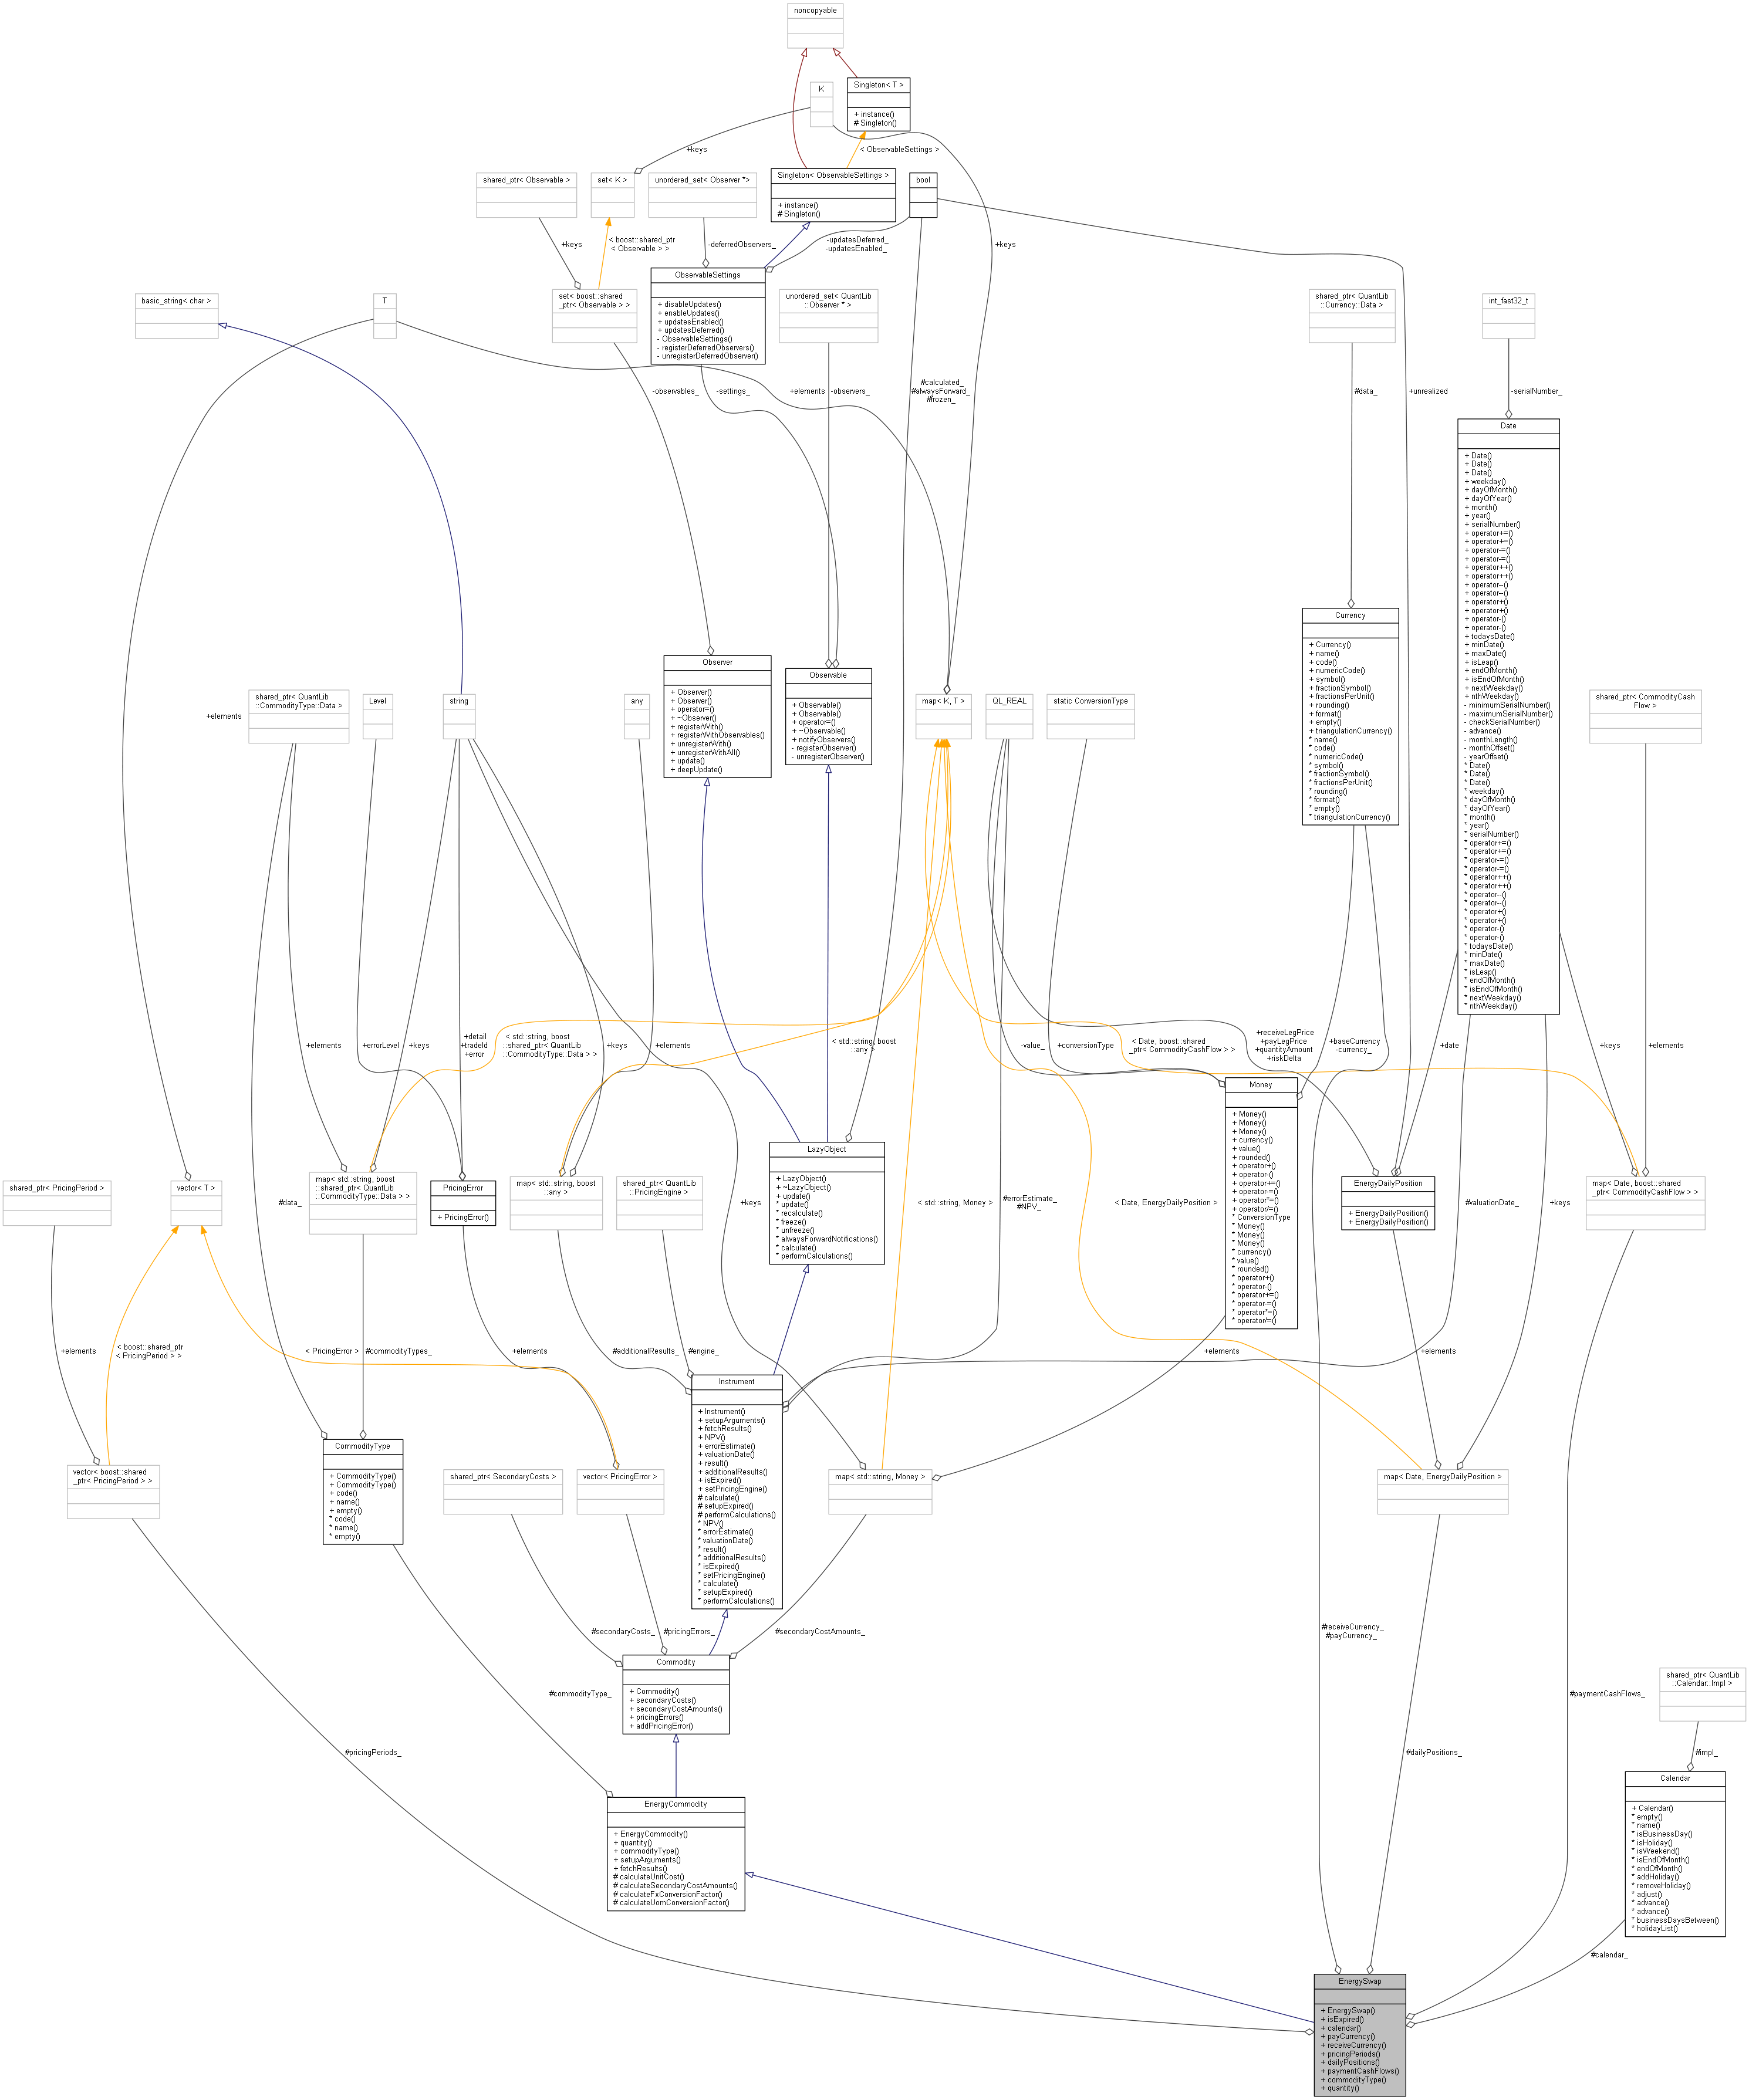 noncopyable
K
Singleton< T >
+ instance()
# Singleton()
+keys
< ObservableSettings >
shared_ptr< Observable >
set< K >
unordered_set< Observer *>
Singleton< ObservableSettings >
+ instance()
# Singleton()
bool
+keys
< boost::shared_ptr
< Observable > >
-deferredObservers_
-updatesDeferred_
-updatesEnabled_
+keys
basic_string< char >
T
set< boost::shared
_ptr< Observable > >
ObservableSettings
+ disableUpdates()
+ enableUpdates()
+ updatesEnabled()
+ updatesDeferred()
- ObservableSettings()
- registerDeferredObservers()
- unregisterDeferredObserver()
unordered_set< QuantLib
::Observer * >
shared_ptr< QuantLib
::Currency::Data >
int_fast32_t
-observables_
-settings_
+elements
-observers_
#calculated_
#alwaysForward_
#frozen_
#data_
+unrealized
-serialNumber_
Date
+ Date()
+ Date()
+ Date()
+ weekday()
+ dayOfMonth()
+ dayOfYear()
+ month()
+ year()
+ serialNumber()
+ operator+=()
+ operator+=()
+ operator-=()
+ operator-=()
+ operator++()
+ operator++()
+ operator--()
+ operator--()
+ operator+()
+ operator+()
+ operator-()
+ operator-()
+ todaysDate()
+ minDate()
+ maxDate()
+ isLeap()
+ endOfMonth()
+ isEndOfMonth()
+ nextWeekday()
+ nthWeekday()
- minimumSerialNumber()
- maximumSerialNumber()
- checkSerialNumber()
- advance()
- monthLength()
- monthOffset()
- yearOffset()
* Date()
* Date()
* Date()
* weekday()
* dayOfMonth()
* dayOfYear()
* month()
* year()
* serialNumber()
* operator+=()
* operator+=()
* operator-=()
* operator-=()
* operator++()
* operator++()
* operator--()
* operator--()
* operator+()
* operator+()
* operator-()
* operator-()
* todaysDate()
* minDate()
* maxDate()
* isLeap()
* endOfMonth()
* isEndOfMonth()
* nextWeekday()
* nthWeekday()
Currency
+ Currency()
+ name()
+ code()
+ numericCode()
+ symbol()
+ fractionSymbol()
+ fractionsPerUnit()
+ rounding()
+ format()
+ empty()
+ triangulationCurrency()
* name()
* code()
* numericCode()
* symbol()
* fractionSymbol()
* fractionsPerUnit()
* rounding()
* format()
* empty()
* triangulationCurrency()
Observer
+ Observer()
+ Observer()
+ operator=()
+ ~Observer()
+ registerWith()
+ registerWithObservables()
+ unregisterWith()
+ unregisterWithAll()
+ update()
+ deepUpdate()
Observable
+ Observable()
+ Observable()
+ operator=()
+ ~Observable()
+ notifyObservers()
- registerObserver()
- unregisterObserver()
+elements
shared_ptr< QuantLib
::CommodityType::Data >
Level
string
any
map< K, T >
QL_REAL
static ConversionType
shared_ptr< CommodityCash
Flow >
+elements
+errorLevel
+keys
+detail
+tradeId
+error
< std::string, boost
::shared_ptr< QuantLib
::CommodityType::Data > >
+keys
+elements
< std::string, boost
::any >
-value_
+conversionType
< Date, boost::shared
_ptr< CommodityCashFlow > >
+receiveLegPrice
+payLegPrice
+quantityAmount
+riskDelta
+baseCurrency
-currency_
+date
+keys
+elements
Money
+ Money()
+ Money()
+ Money()
+ currency()
+ value()
+ rounded()
+ operator+()
+ operator-()
+ operator+=()
+ operator-=()
+ operator*=()
+ operator/=()
* ConversionType
* Money()
* Money()
* Money()
* currency()
* value()
* rounded()
* operator+()
* operator-()
* operator+=()
* operator-=()
* operator*=()
* operator/=()
LazyObject
+ LazyObject()
+ ~LazyObject()
+ update()
* update()
* recalculate()
* freeze()
* unfreeze()
* alwaysForwardNotifications()
* calculate()
* performCalculations()
shared_ptr< PricingPeriod >
vector< T >
#data_
map< std::string, boost
::shared_ptr< QuantLib
::CommodityType::Data > >
PricingError
+ PricingError()
map< std::string, boost
::any >
shared_ptr< QuantLib
::PricingEngine >
+keys
< std::string, Money >
#errorEstimate_
#NPV_
< Date, EnergyDailyPosition >
EnergyDailyPosition
+ EnergyDailyPosition()
+ EnergyDailyPosition()
#valuationDate_
+keys
map< Date, boost::shared
_ptr< CommodityCashFlow > >
+elements
< boost::shared_ptr
< PricingPeriod > >
< PricingError >
#commodityTypes_
+elements
#additionalResults_
#engine_
+elements
+elements
Instrument
+ Instrument()
+ setupArguments()
+ fetchResults()
+ NPV()
+ errorEstimate()
+ valuationDate()
+ result()
+ additionalResults()
+ isExpired()
+ setPricingEngine()
# calculate()
# setupExpired()
# performCalculations()
* NPV()
* errorEstimate()
* valuationDate()
* result()
* additionalResults()
* isExpired()
* setPricingEngine()
* calculate()
* setupExpired()
* performCalculations()
vector< boost::shared
_ptr< PricingPeriod > >
CommodityType
+ CommodityType()
+ CommodityType()
+ code()
+ name()
+ empty()
* code()
* name()
* empty()
shared_ptr< SecondaryCosts >
vector< PricingError >
map< std::string, Money >
map< Date, EnergyDailyPosition >
#secondaryCosts_
#pricingErrors_
#secondaryCostAmounts_
#receiveCurrency_
#payCurrency_
Commodity
+ Commodity()
+ secondaryCosts()
+ secondaryCostAmounts()
+ pricingErrors()
+ addPricingError()
#commodityType_
#paymentCashFlows_
shared_ptr< QuantLib
::Calendar::Impl >
#pricingPeriods_
#dailyPositions_
#impl_
EnergyCommodity
+ EnergyCommodity()
+ quantity()
+ commodityType()
+ setupArguments()
+ fetchResults()
# calculateUnitCost()
# calculateSecondaryCostAmounts()
# calculateFxConversionFactor()
# calculateUomConversionFactor()
Calendar
+ Calendar()
* empty()
* name()
* isBusinessDay()
* isHoliday()
* isWeekend()
* isEndOfMonth()
* endOfMonth()
* addHoliday()
* removeHoliday()
* adjust()
* advance()
* advance()
* businessDaysBetween()
* holidayList()
#calendar_
EnergySwap
+ EnergySwap()
+ isExpired()
+ calendar()
+ payCurrency()
+ receiveCurrency()
+ pricingPeriods()
+ dailyPositions()
+ paymentCashFlows()
+ commodityType()
+ quantity()